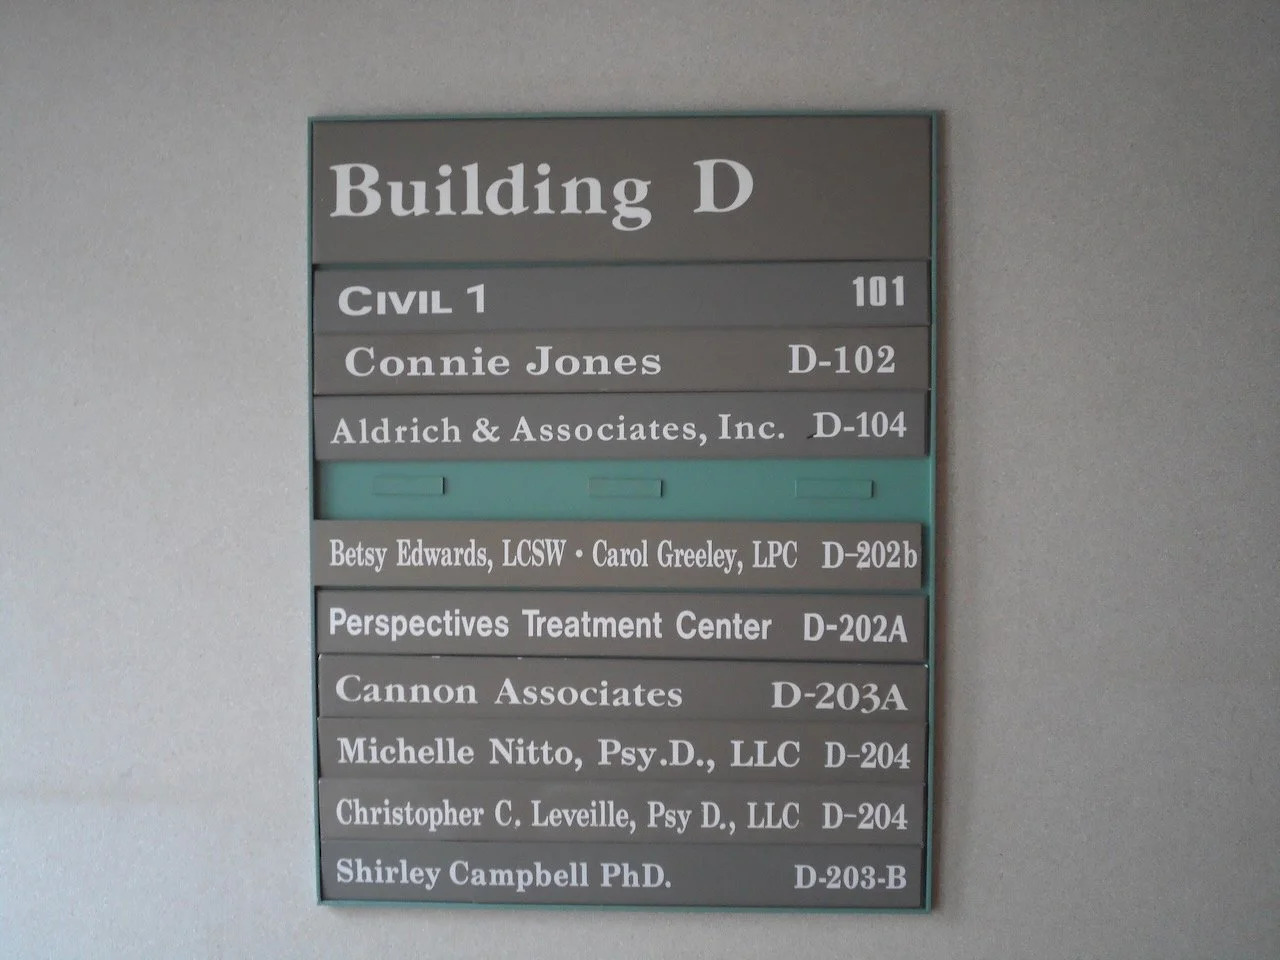 Building D
CIVIL 1 101
Connie Jones D-102
Aldrich & Associates, Inc. D-104
Betsy Edwards, LCSW • Carol Greeley, LPC D-202b
Perspectives Treatment Center D-202A
Cannon Associates D-203A
Michelle Nitto, Psy.D., LLC D-204
Christopher C. Leveille, Psy D., LLC D-204
Shirley Campbell PhD. D-203-B